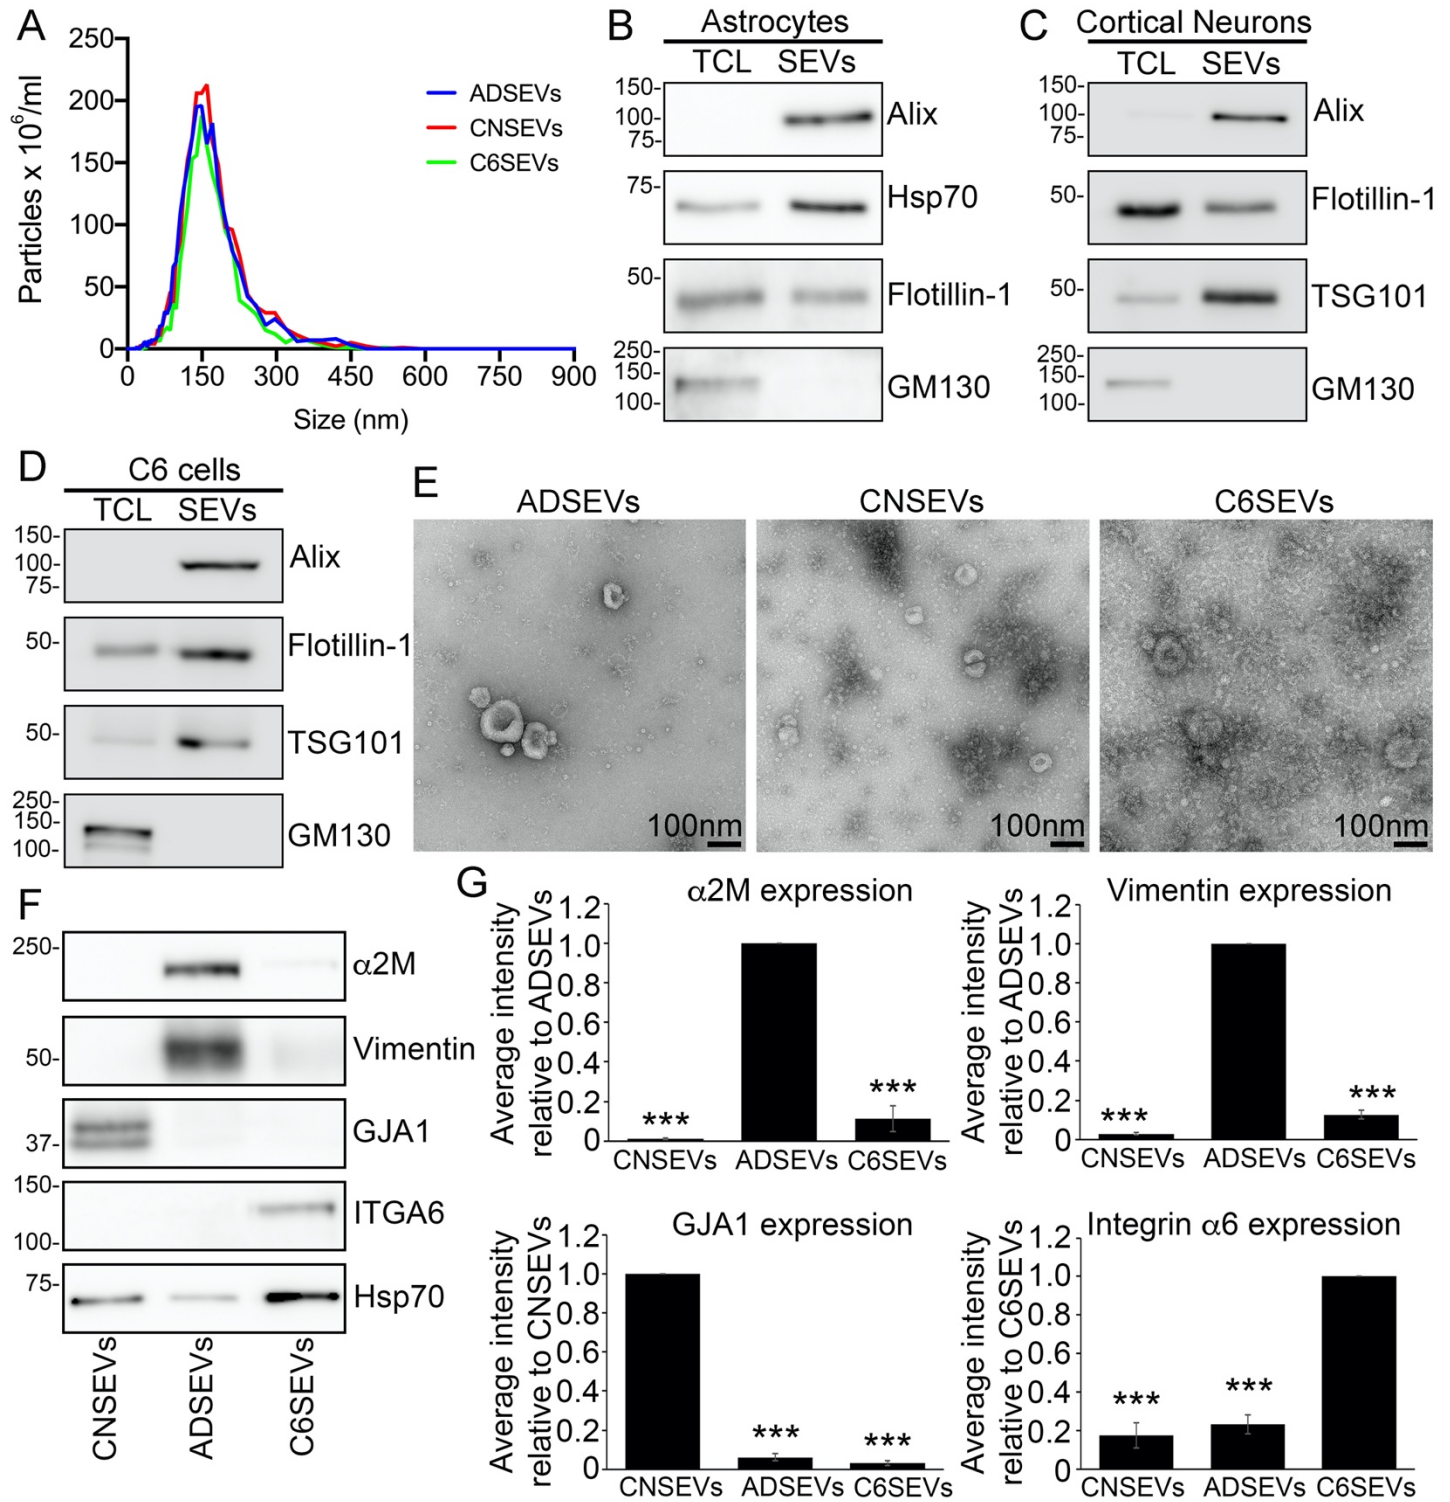 A
250
200
150
100
50
0
0 150 300 450 600 750 900
Particles x 10⁶/ml
Size (nm)
ADSEVs
CNSEVs
C6SEVs
B
Astrocytes
TCL SEVs
150-
100-
75-
Alix
75-
Hsp70
50-
Flotillin-1
250-
150-
100-
GM130
C
Cortical Neurons
TCL SEVs
150-
100-
75-
Alix
50-
Flotillin-1
50-
TSG101
250-
150-
100-
GM130
D
C6 cells
TCL SEVs
150-
100-
75-
Alix
50-
Flotillin-1
50-
TSG101
250-
150-
100-
GM130
E
ADSEVs CNSEVs C6SEVs
100nm 100nm 100nm
F
250-
α2M
50-
Vimentin
37-
GJA1
150-
100-
ITGA6
75-
Hsp70
CNSEVs
ADSEVs
C6SEVs
G
α2M expression
Average intensity
relative to ADSEVs
1.2
1.0
0.8
0.6
0.4
0.2
0
***
***
CNSEVs ADSEVs C6SEVs
Vimentin expression
Average intensity
relative to ADSEVs
1.2
1.0
0.8
0.6
0.4
0.2
0
***
***
CNSEVs ADSEVs C6SEVs
GJA1 expression
Average intensity
relative to CNSEVs
1.2
1.0
0.8
0.6
0.4
0.2
0
***
***
CNSEVs ADSEVs C6SEVs
Integrin α6 expression
Average intensity
relative to C6SEVs
1.2
1.0
0.8
0.6
0.4
0.2
0
***
***
CNSEVs ADSEVs C6SEVs